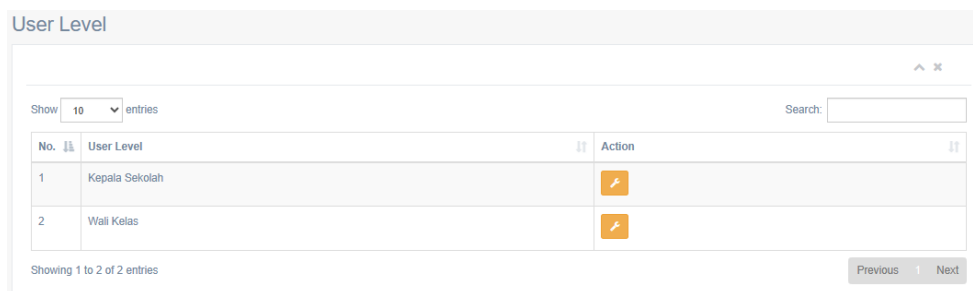 User Level
Show 10 entries Search:
No. User Level Action
1 Kepala Sekolah
2 Wali Kelas
Showing 1 to 2 of 2 entries Previous 1 Next